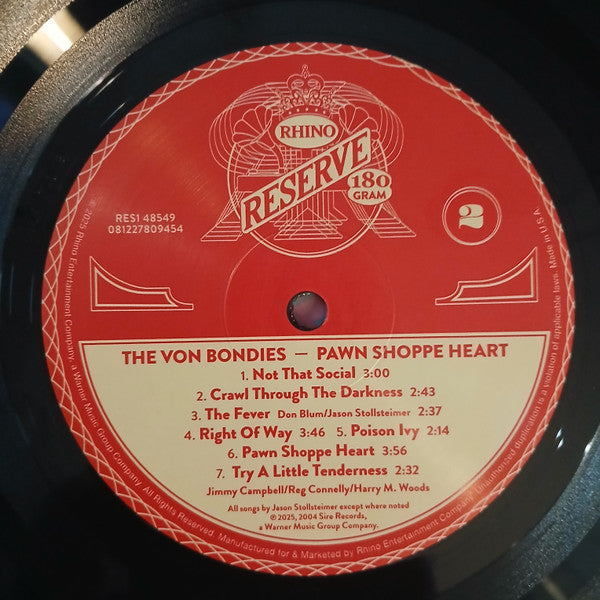 RHINO
RESERVE
180
GRAM
RES1 48549
081227809454
2
THE VON BONDIES — PAWN SHOPPE HEART
1. Not That Social 3:00
2. Crawl Through The Darkness 2:43
3. The Fever Don Blum/Jason Stollsteimer 2:37
4. Right Of Way 3:46 5. Poison Ivy 2:14
6. Pawn Shoppe Heart 3:56
7. Try A Little Tenderness 2:32
Jimmy Campbell/Reg Connelly/Harry M. Woods
All songs by Jason Stollsteimer except where noted
℗ 2025, 2004 Sire Records,
a Warner Music Group Company.
©2025 Rhino Entertainment Company, a Warner Music Group Company. All Rights Reserved. Manufactured for & Marketed by Rhino Entertainment Company. Unauthorized duplication is a violation of applicable laws. Made in U.S.A.